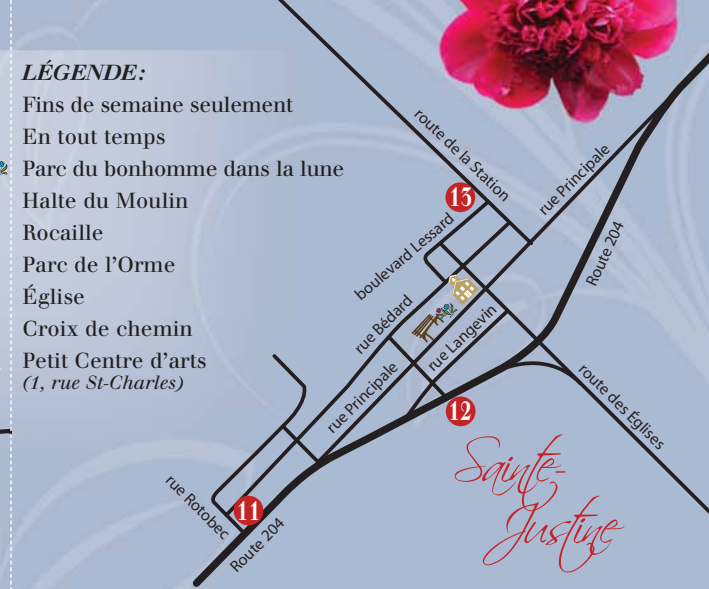 LÉGENDE:
Fins de semaine seulement
En tout temps
Parc du bonhomme dans la lune
Halte du Moulin
Rocaille
Parc de l'Orme
Église
Croix de chemin
Petit Centre d'arts
(1, rue St-Charles)
route de la Station
rue Principale
13
boulevard Lessard
Route 204
rue Bédard
rue Langevin
rue Principale
12
route des Églises
Sainte-
Justine
rue Rotobec
11
Route 204